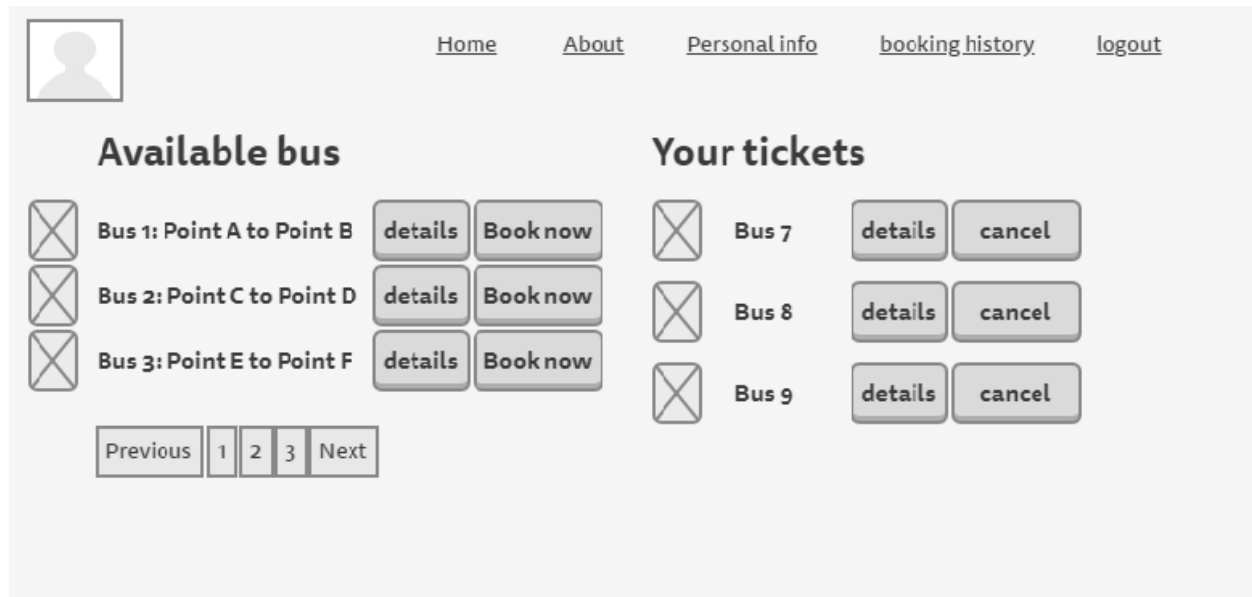 Home About Personal info booking history logout
Available bus
Bus 1: Point A to Point B details Book now
Bus 2: Point C to Point D details Book now
Bus 3: Point E to Point F details Book now
Previous 1 2 3 Next
Your tickets
Bus 7 details cancel
Bus 8 details cancel
Bus 9 details cancel